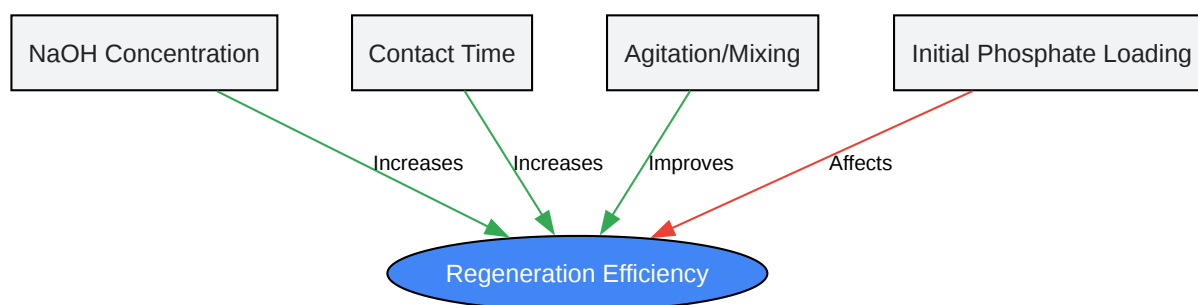 NaOH Concentration
Contact Time
Agitation/Mixing
Initial Phosphate Loading
Increases
Increases
Improves
Affects
Regeneration Efficiency